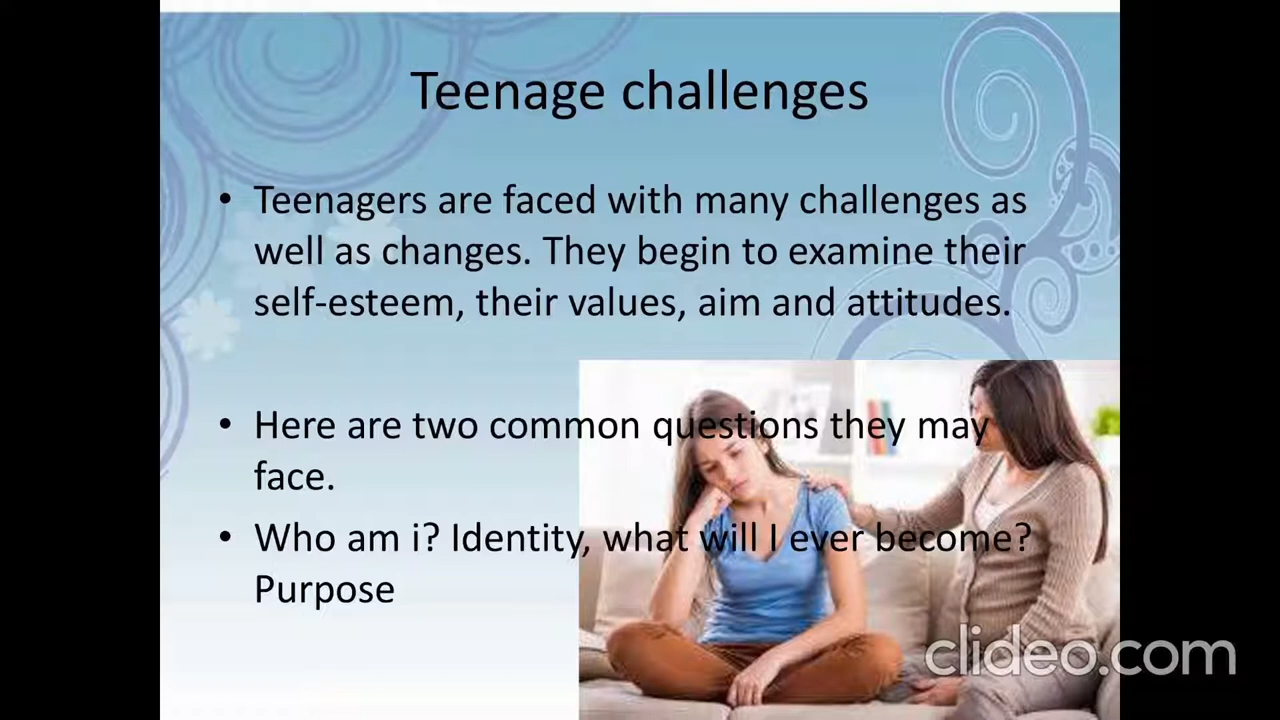 Teenage challenges
• Teenagers are faced with many challenges as
well as changes. They begin to examine their
self-esteem, their values, aim and attitudes.
• Here are two common questions they may
face.
• Who am i? Identity, what will I ever become?
Purpose
clideo.com